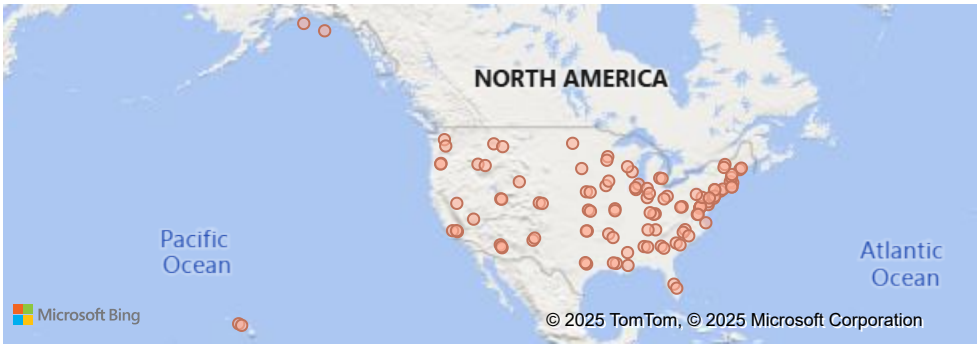 NORTH AMERICA
Pacific
Ocean
Atlantic
Ocean
Microsoft Bing
© 2025 TomTom, © 2025 Microsoft Corporation